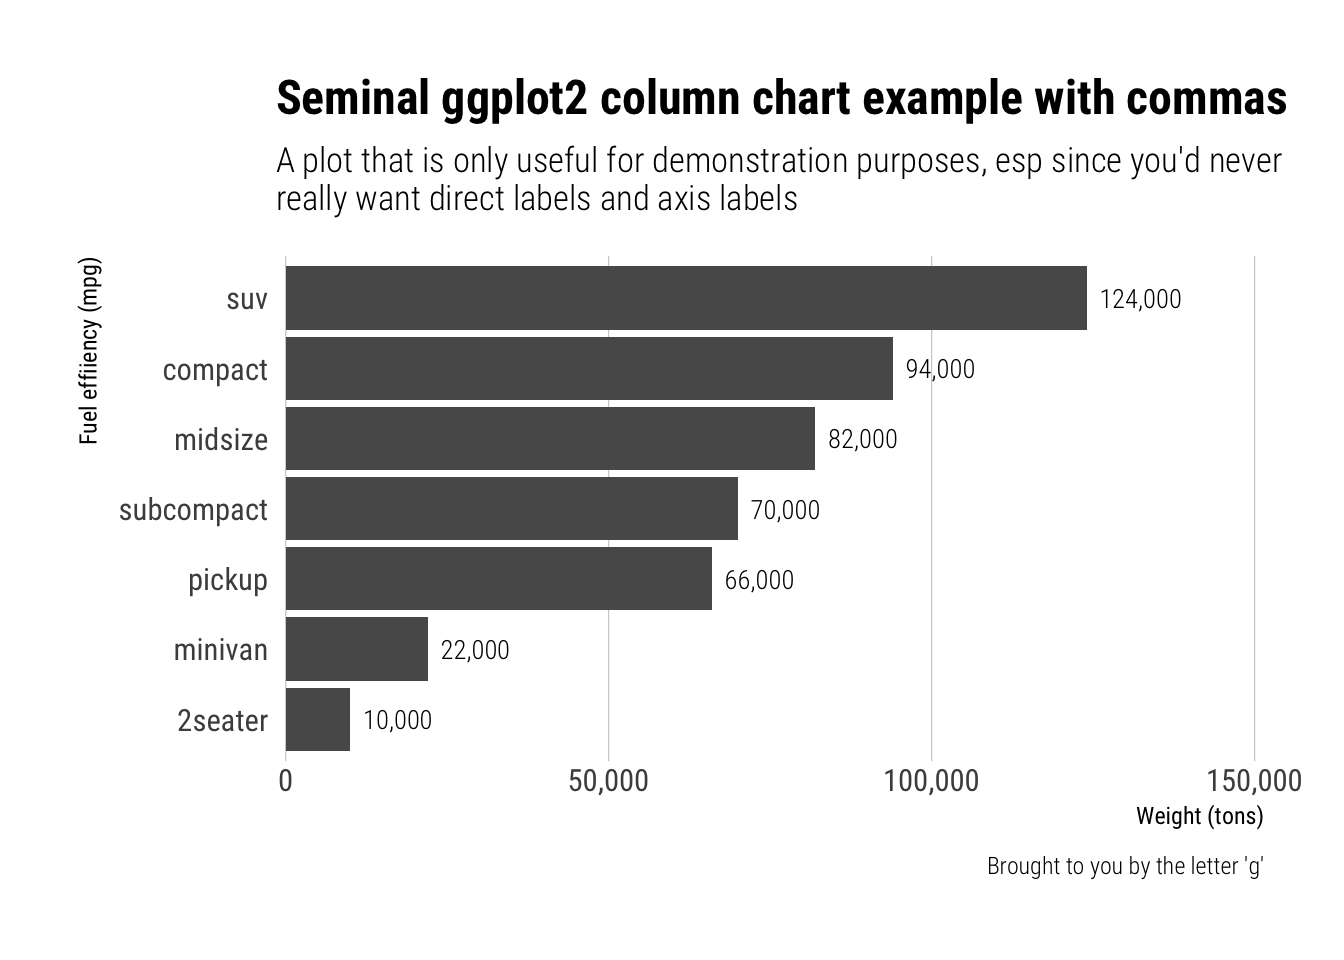 Seminal ggplot2 column chart example with commas
A plot that is only useful for demonstration purposes, esp since you'd never
really want direct labels and axis labels
Fuel effiiency (mpg)
suv
124,000
compact
94,000
midsize
82,000
subcompact
70,000
pickup
66,000
minivan
22,000
2seater
10,000
0 50,000 100,000 150,000
Weight (tons)
Brought to you by the letter 'g'